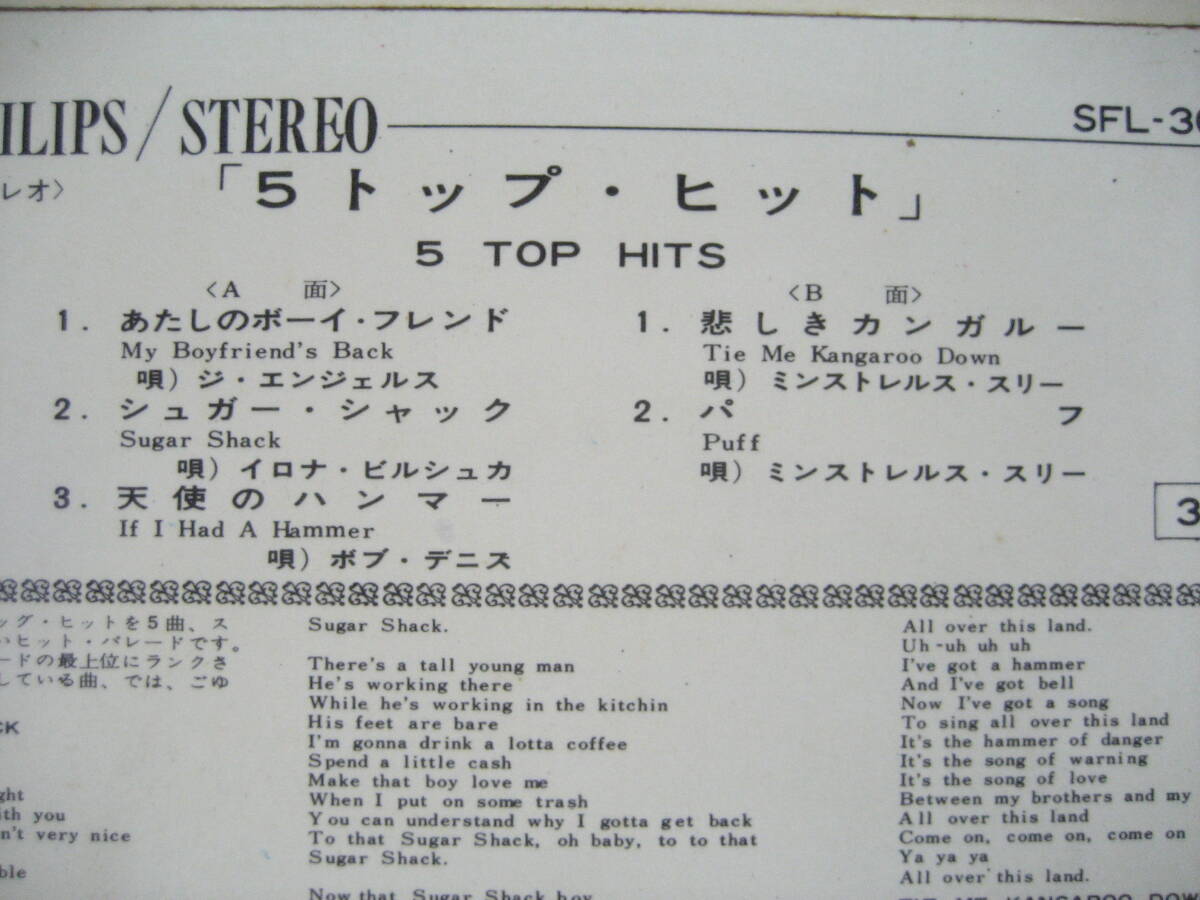 ILIPS/STEREO
SFL-30
レオ〉
「5トップ・ヒット」
5 TOP HITS
〈A 面〉
1. あたしのボーイ・フレンド
My Boyfriend's Back
唄) ジ・エンジェルス
2. シュガー・シャック
Sugar Shack
唄) イロナ・ビルシュカ
3. 天使のハンマー
If I Had A Hammer
唄) ボブ・デニス
〈B 面〉
1. 悲しきカンガルー
Tie Me Kangaroo Down
唄) ミンストレルス・スリー
2. パフ
Puff
唄) ミンストレルス・スリー
3
ッグ・ヒットを5曲、ス
いヒット・パレードです。
ードの最上位にランクさ
している曲、では、ごゆ
CK
ght
ith you
n't very nice
ble
Sugar Shack.
There's a tall young man
He's working there
While he's working in the kitchin
His feet are bare
I'm gonna drink a lotta coffee
Spend a little cash
Make that boy love me
When I put on some trash
You can understand why I gotta get back
To that Sugar Shack, oh baby, to to that
Sugar Shack.
Now that Sugar Shack boy
All over this land.
Uh-uh uh uh
I've got a hammer
And I've got bell
Now I've got a song
To sing all over this land
It's the hammer of danger
It's the song of warning
It's the song of love
Between my brothers and my
All over this land
Come on, come on, come on
Ya ya ya
All over this land.
TIE ME KANGAROO DOW